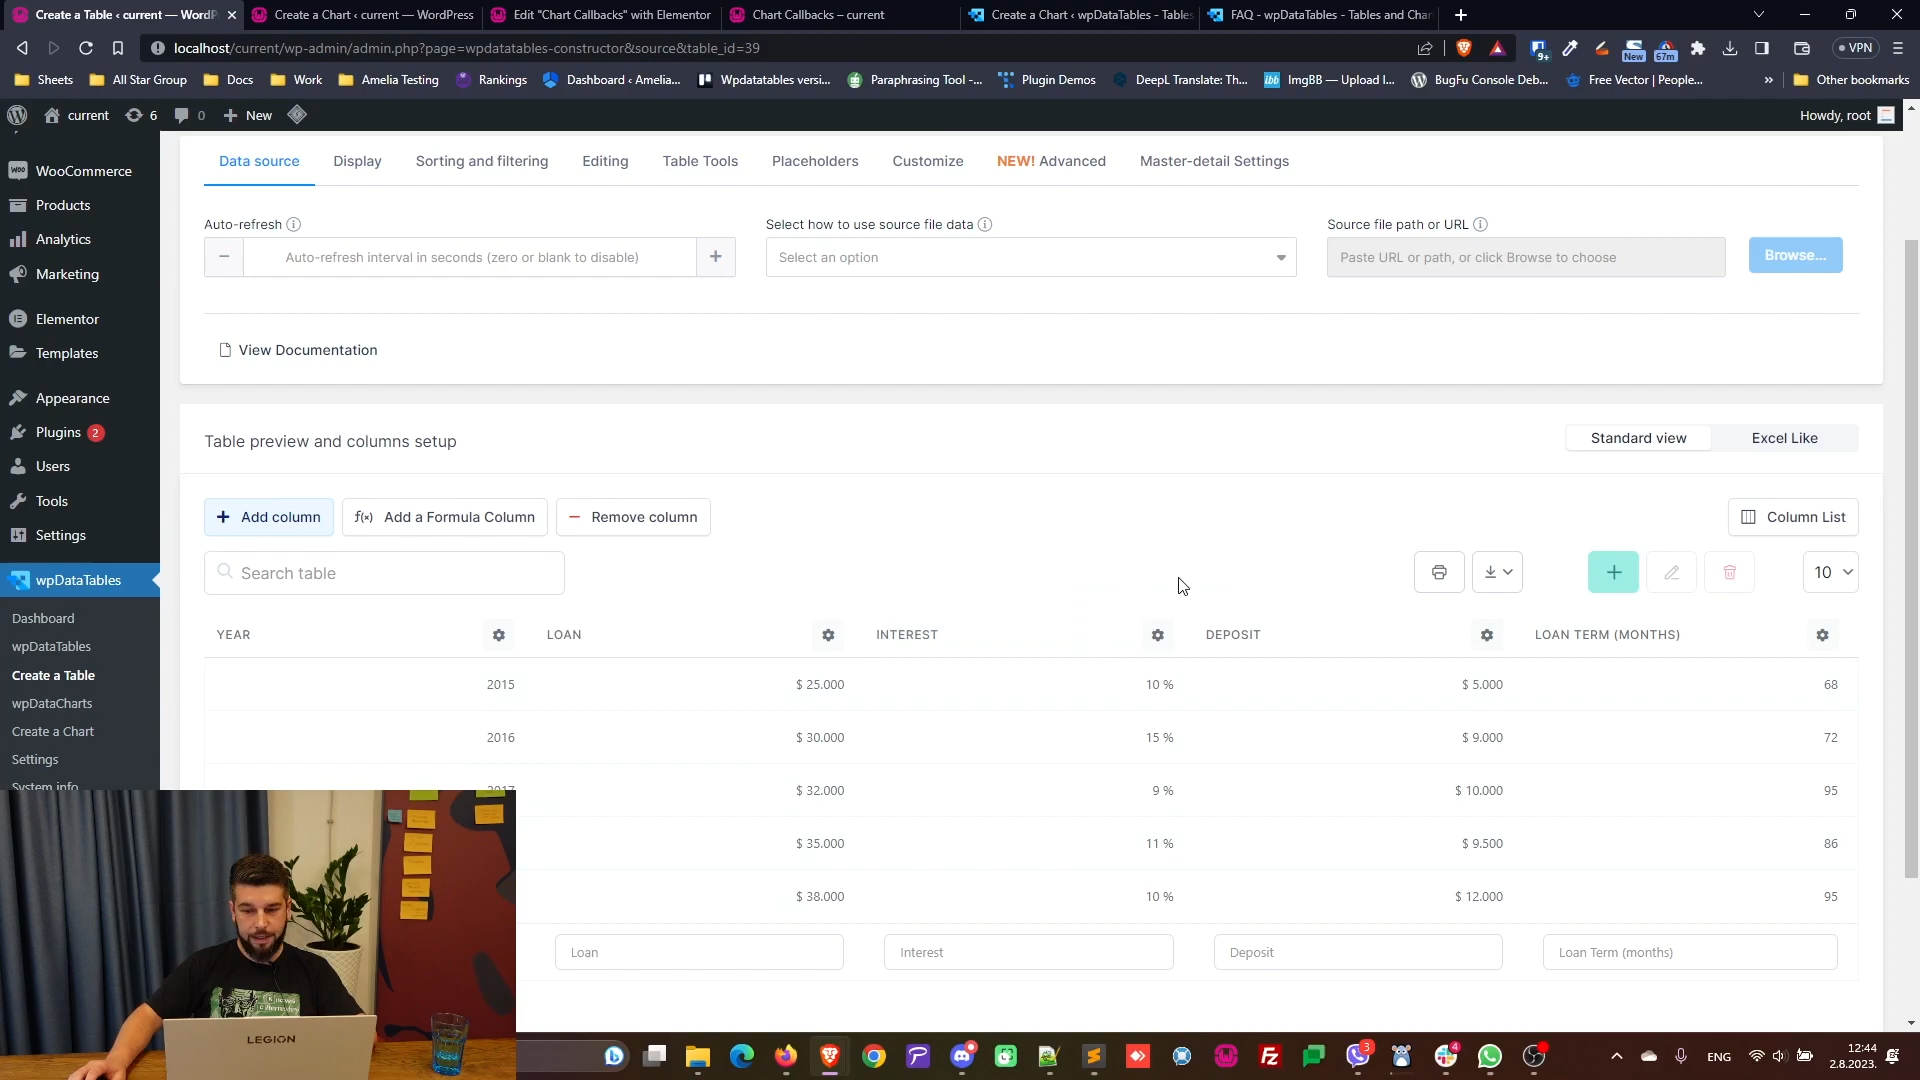 Create a Table ‹ current — WordP
Create a Chart ‹ current — WordPress
Edit "Chart Callbacks" with Elementor
Chart Callbacks – current
Create a Chart ‹ wpDataTables - Tables
FAQ - wpDataTables - Tables and Char
localhost/current/wp-admin/admin.php?page=wpdatatables-constructor&source&table_id=39
9+
New
67m
VPN
Sheets
All Star Group
Docs
Work
Amelia Testing
Rankings
Dashboard ‹ Amelia...
Wpdatatables versi...
Paraphrasing Tool -...
Plugin Demos
DeepL Translate: Th...
ImgBB — Upload I...
BugFu Console Deb...
Free Vector | People...
»
Other bookmarks
current
6
0
New
Howdy, root
WooCommerce
Products
Analytics
Marketing
Elementor
Templates
Appearance
Plugins 2
Users
Tools
Settings
wpDataTables
Dashboard
wpDataTables
Create a Table
wpDataCharts
Create a Chart
Settings
System info
Data source
Display
Sorting and filtering
Editing
Table Tools
Placeholders
Customize
NEW! Advanced
Master-detail Settings
Auto-refresh
Select how to use source file data
Source file path or URL
Auto-refresh interval in seconds (zero or blank to disable)
Select an option
Paste URL or path, or click Browse to choose
Browse...
View Documentation
Table preview and columns setup
Standard view
Excel Like
+ Add column
f(x) Add a Formula Column
− Remove column
Column List
Search table
10
YEAR LOAN INTEREST DEPOSIT LOAN TERM (MONTHS)
2015 $ 25.000 10 % $ 5.000 68
2016 $ 30.000 15 % $ 9.000 72
2017 $ 32.000 9 % $ 10.000 95
$ 35.000 11 % $ 9.500 86
$ 38.000 10 % $ 12.000 95
Loan Interest Deposit Loan Term (months)
LEGION
3
4
ENG
12:44
2.8.2023.